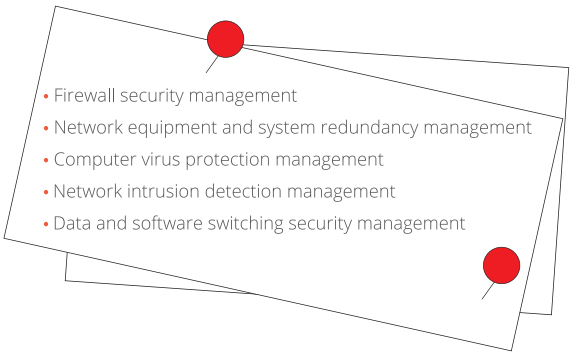 • Firewall security management
• Network equipment and system redundancy management
• Computer virus protection management
• Network intrusion detection management
• Data and software switching security management